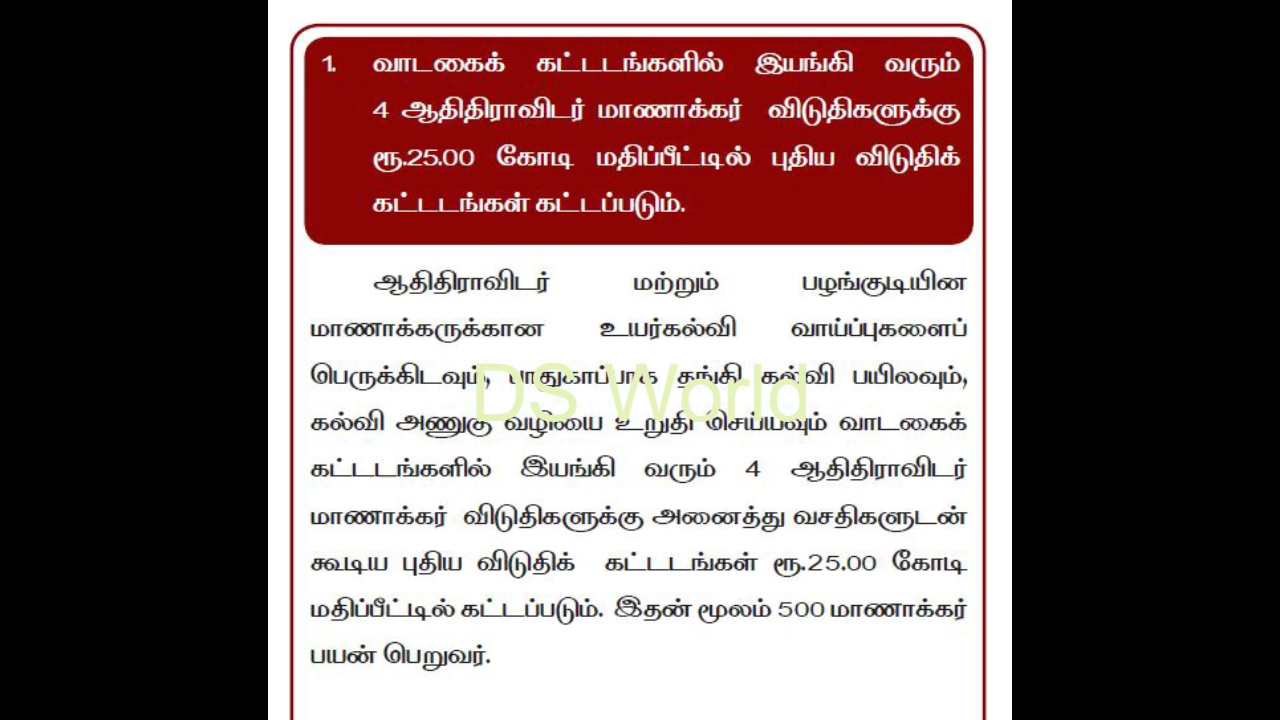 1. வாடகைக் கட்டடங்களில் இயங்கி வரும்
4 ஆதிதிராவிடர் மாணாக்கர் விடுதிகளுக்கு
ரூ.25.00 கோடி மதிப்பீட்டில் புதிய விடுதிக்
கட்டடங்கள் கட்டப்படும்.
ஆதிதிராவிடர் மற்றும் பழங்குடியின
மாணாக்கருக்கான உயர்கல்வி வாய்ப்புகளைப்
பெருக்கிடவும், பாதுகாப்பாக தங்கி கல்வி பயிலவும்,
DS World
கல்வி அணுகு வழியை உறுதி செய்யவும் வாடகைக்
கட்டடங்களில் இயங்கி வரும் 4 ஆதிதிராவிடர்
மாணாக்கர் விடுதிகளுக்கு அனைத்து வசதிகளுடன்
கூடிய புதிய விடுதிக் கட்டடங்கள் ரூ.25.00 கோடி
மதிப்பீட்டில் கட்டப்படும். இதன் மூலம் 500 மாணாக்கர்
பயன் பெறுவர்.